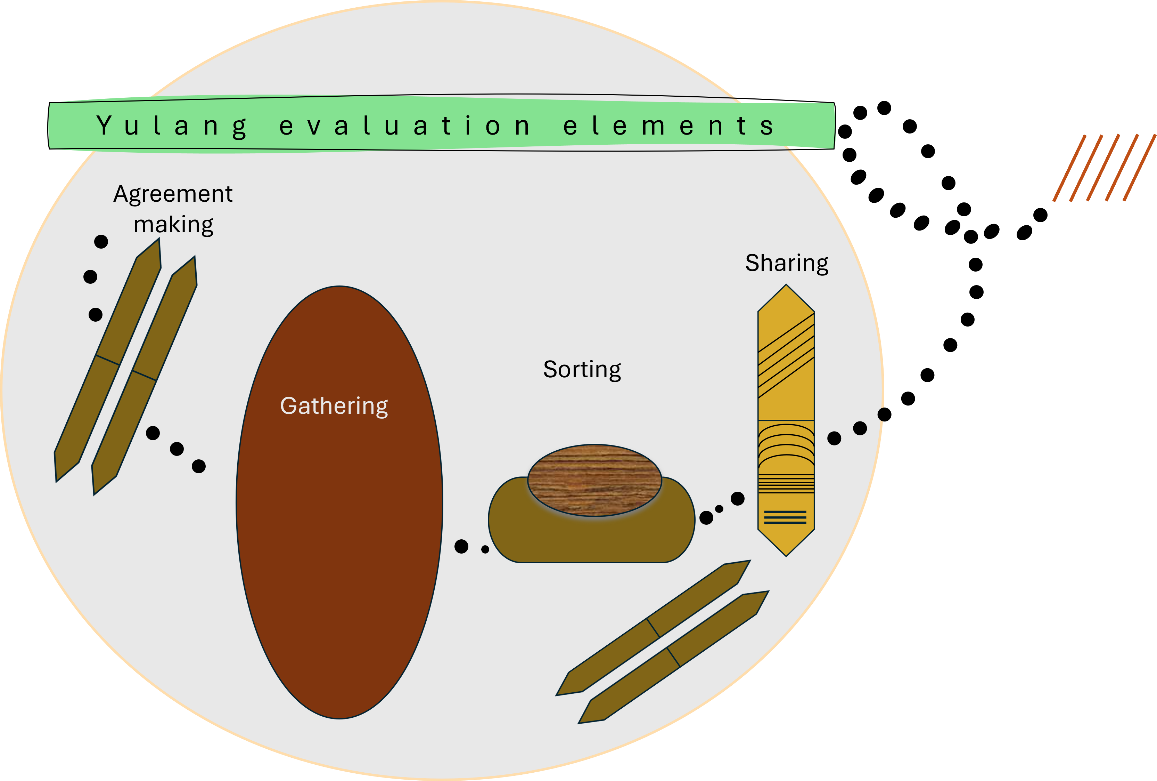 Yulang evaluation elements
Agreement
making
Sharing
Sorting
Gathering